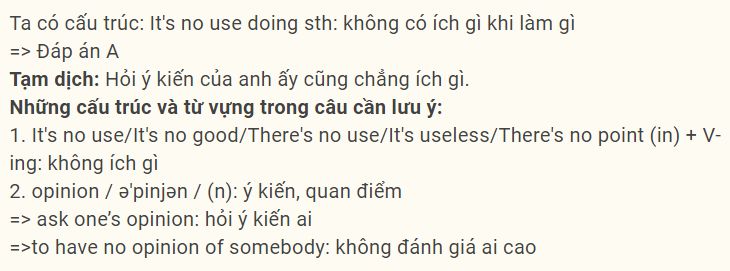 Ta có cấu trúc: It's no use doing sth: không có ích gì khi làm gì
=> Đáp án A
Tạm dịch: Hỏi ý kiến của anh ấy cũng chẳng ích gì.
Những cấu trúc và từ vựng trong câu cần lưu ý:
1. It's no use/It's no good/There's no use/It's useless/There's no point (in) + V-
ing: không ích gì
2. opinion / ə'pinjən / (n): ý kiến, quan điểm
=> ask one’s opinion: hỏi ý kiến ai
=>to have no opinion of somebody: không đánh giá ai cao